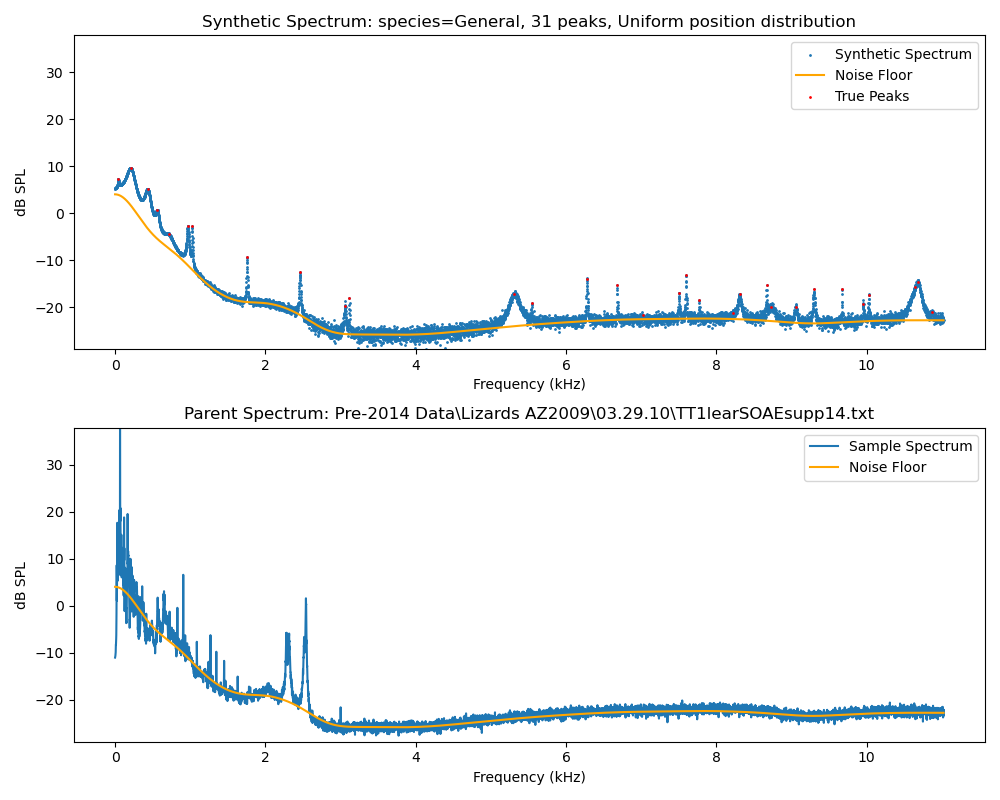 Synthetic Spectrum: species=General, 31 peaks, Uniform position distribution
dB SPL
30
20
10
0
−10
−20
Synthetic Spectrum
Noise Floor
True Peaks
0
2
4
6
8
10
Frequency (kHz)
Parent Spectrum: Pre-2014 Data\Lizards AZ2009\03.29.10\TT1learSOAEsupp14.txt
dB SPL
30
20
10
0
−10
−20
Sample Spectrum
Noise Floor
0
2
4
6
8
10
Frequency (kHz)